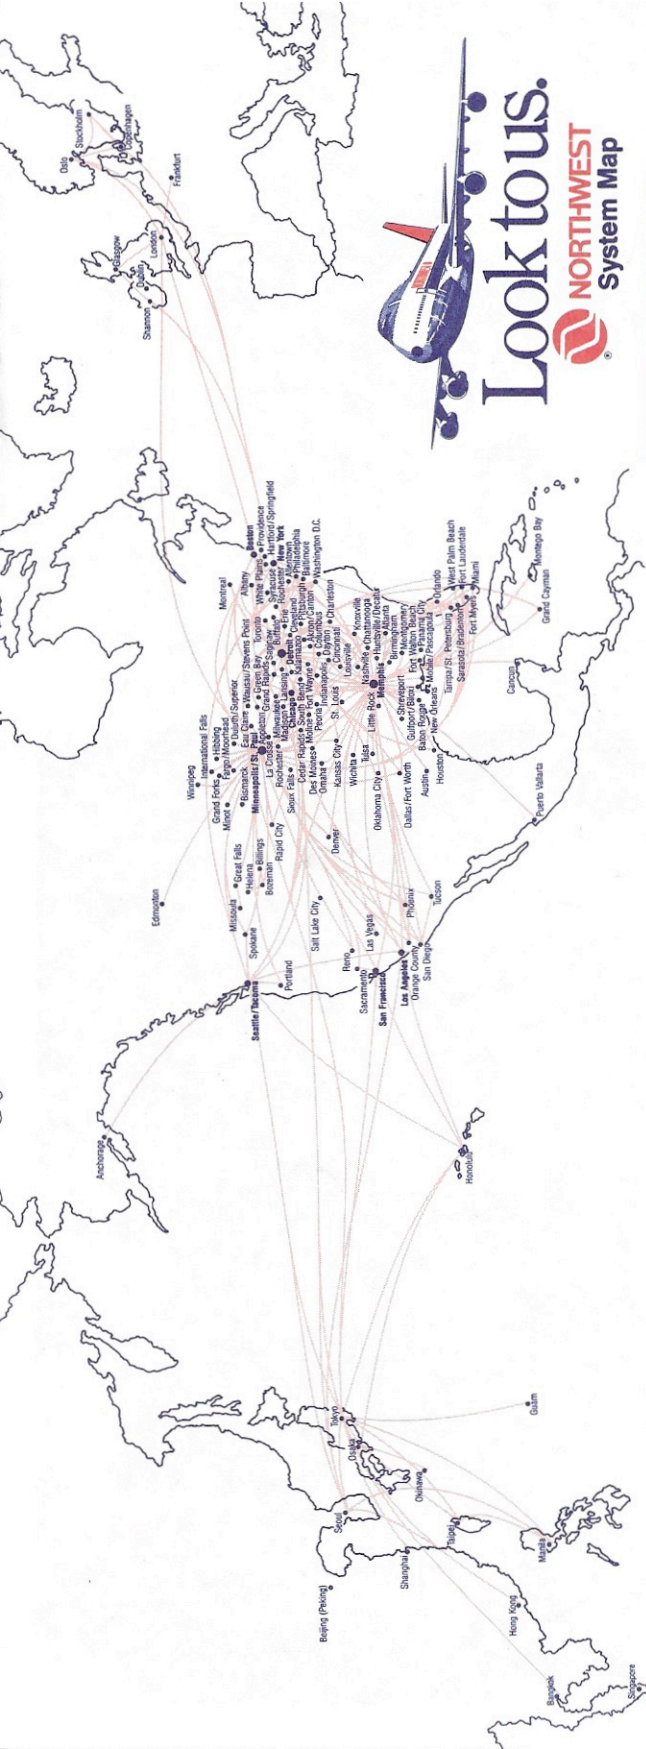 Look to us.
NORTHWEST
System Map
®
Stockholm
Oslo
Copenhagen
Frankfurt
Glasgow
Dublin
London
Shannon
Boston
Providence
Hartford/Springfield
New York
Albany
White Plains
Syracuse
Rochester
Allentown
Philadelphia
Baltimore
Washington D.C.
Montreal
Toronto
Buffalo
Erie
Cleveland
Pittsburgh
Akron/Canton
Columbus
Charleston
Saginaw
Detroit
Kalamazoo
Dayton
Cincinnati
Wausau/Stevens Point
Green Bay
Grand Rapids
Lansing
Fort Wayne
Indianapolis
Louisville
Knoxville
Chattanooga
Huntsville/Decatur
Atlanta
Nashville
Memphis
Birmingham
Montgomery
Fort Walton Beach
Panama City
Mobile/Pascagoula
Orlando
West Palm Beach
Fort Lauderdale
Miami
Fort Myers
Tampa/St. Petersburg
Sarasota/Bradenton
Montego Bay
Grand Cayman
Cancun
Puerto Vallarta
Winnipeg
International Falls
Hibbing
Duluth/Superior
Eau Claire
Grand Forks
Fargo/Moorhead
Minot
Bismarck
Minneapolis/St. Paul
Appleton
La Crosse
Milwaukee
Madison
Chicago
South Bend
Rochester
Cedar Rapids
Moline
Peoria
St. Louis
Sioux Falls
Des Moines
Omaha
Kansas City
Wichita
Tulsa
Little Rock
Shreveport
Gulfport/Biloxi
Baton Rouge
New Orleans
Oklahoma City
Dallas/Fort Worth
Austin
Houston
Edmonton
Great Falls
Helena
Billings
Bozeman
Rapid City
Missoula
Spokane
Denver
Salt Lake City
Phoenix
Tucson
Las Vegas
Seattle/Tacoma
Portland
Reno
Sacramento
San Francisco
Los Angeles
Orange County
San Diego
Anchorage
Honolulu
Tokyo
Osaka
Guam
Okinawa
Seoul
Taipei
Manila
Shanghai
Beijing (Peking)
Hong Kong
Bangkok
Singapore